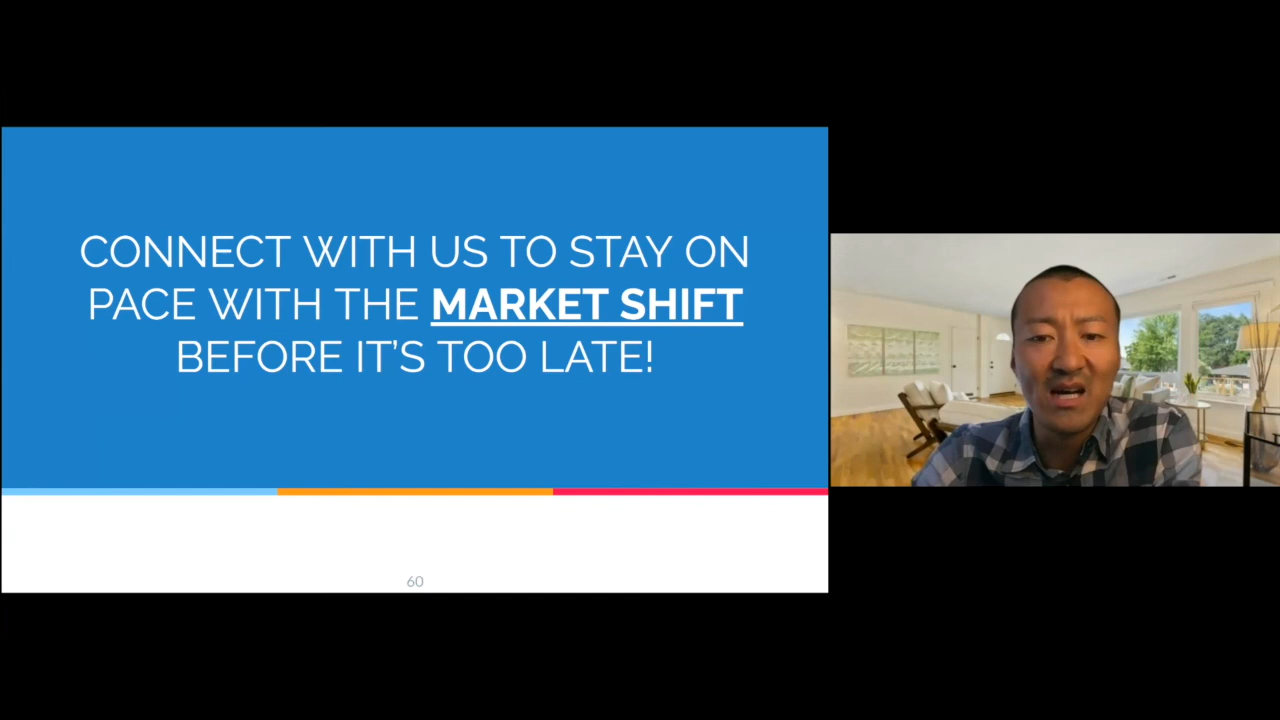 CONNECT WITH US TO STAY ON
PACE WITH THE MARKET SHIFT
BEFORE IT’S TOO LATE!
60